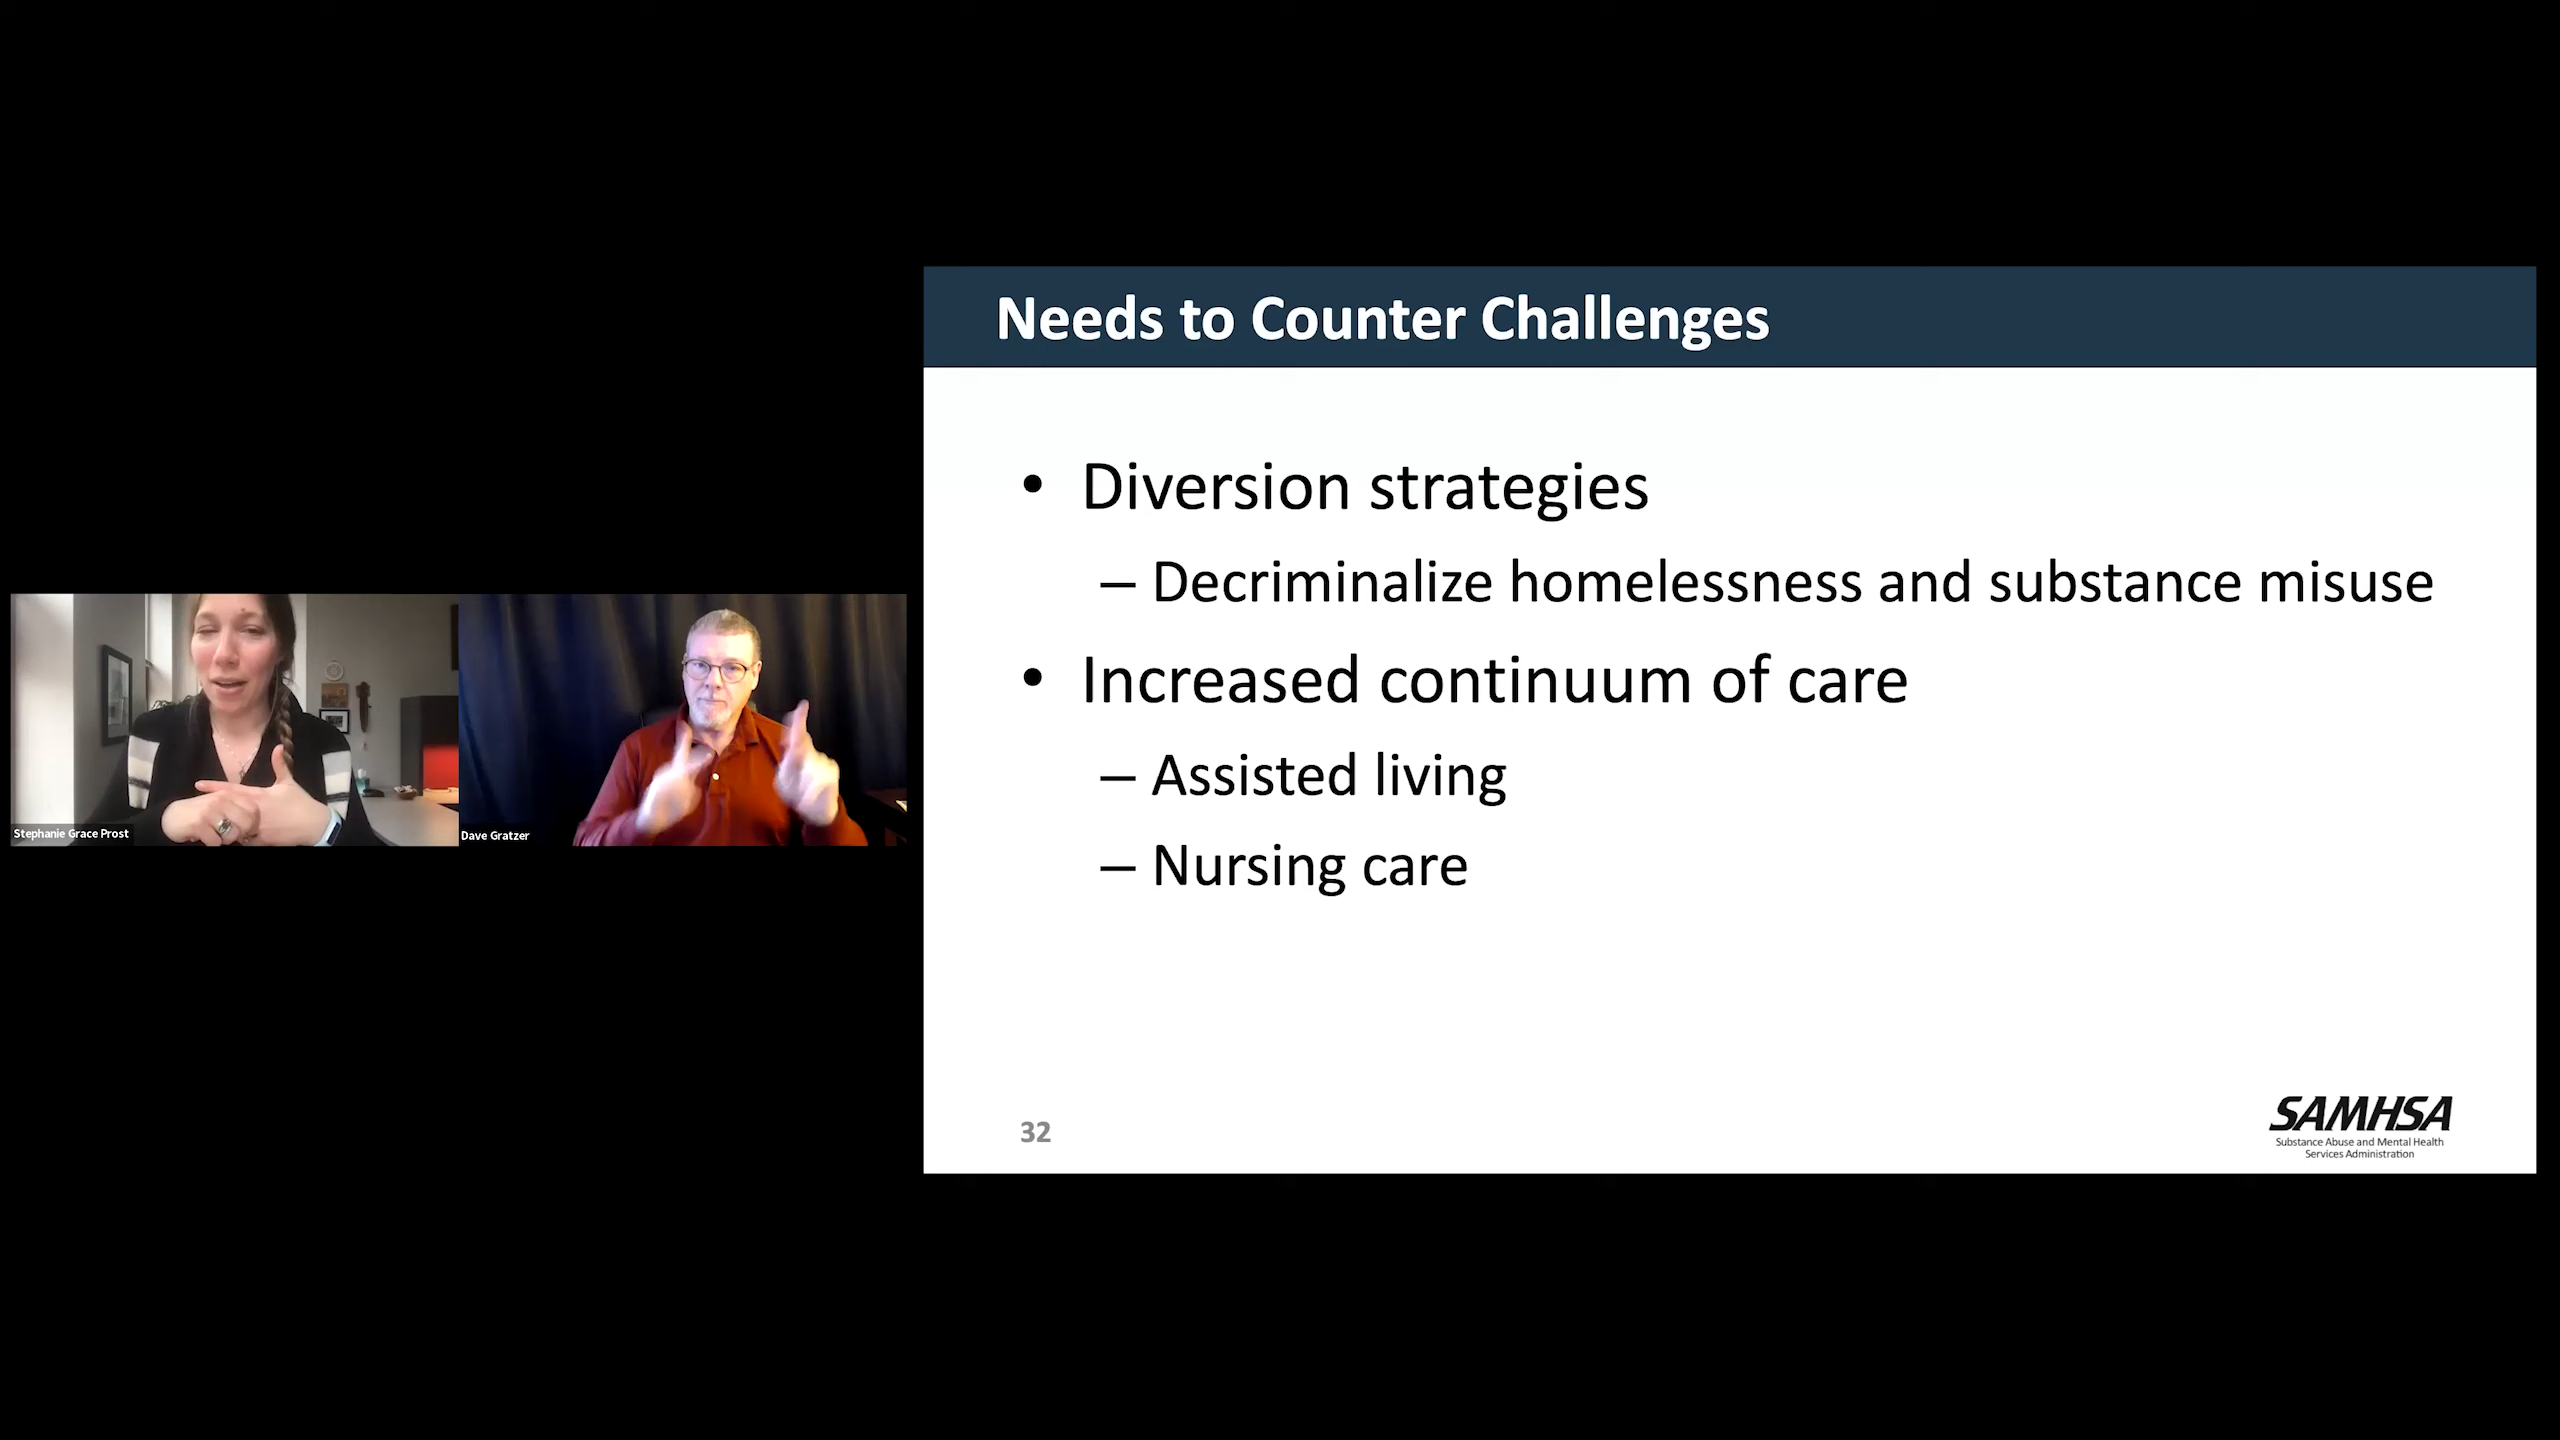 Needs to Counter Challenges
• Diversion strategies
– Decriminalize homelessness and substance misuse
• Increased continuum of care
– Assisted living
– Nursing care
Stephanie Grace Prost
Dave Gratzer
32
SAMHSA
Substance Abuse and Mental Health
Services Administration